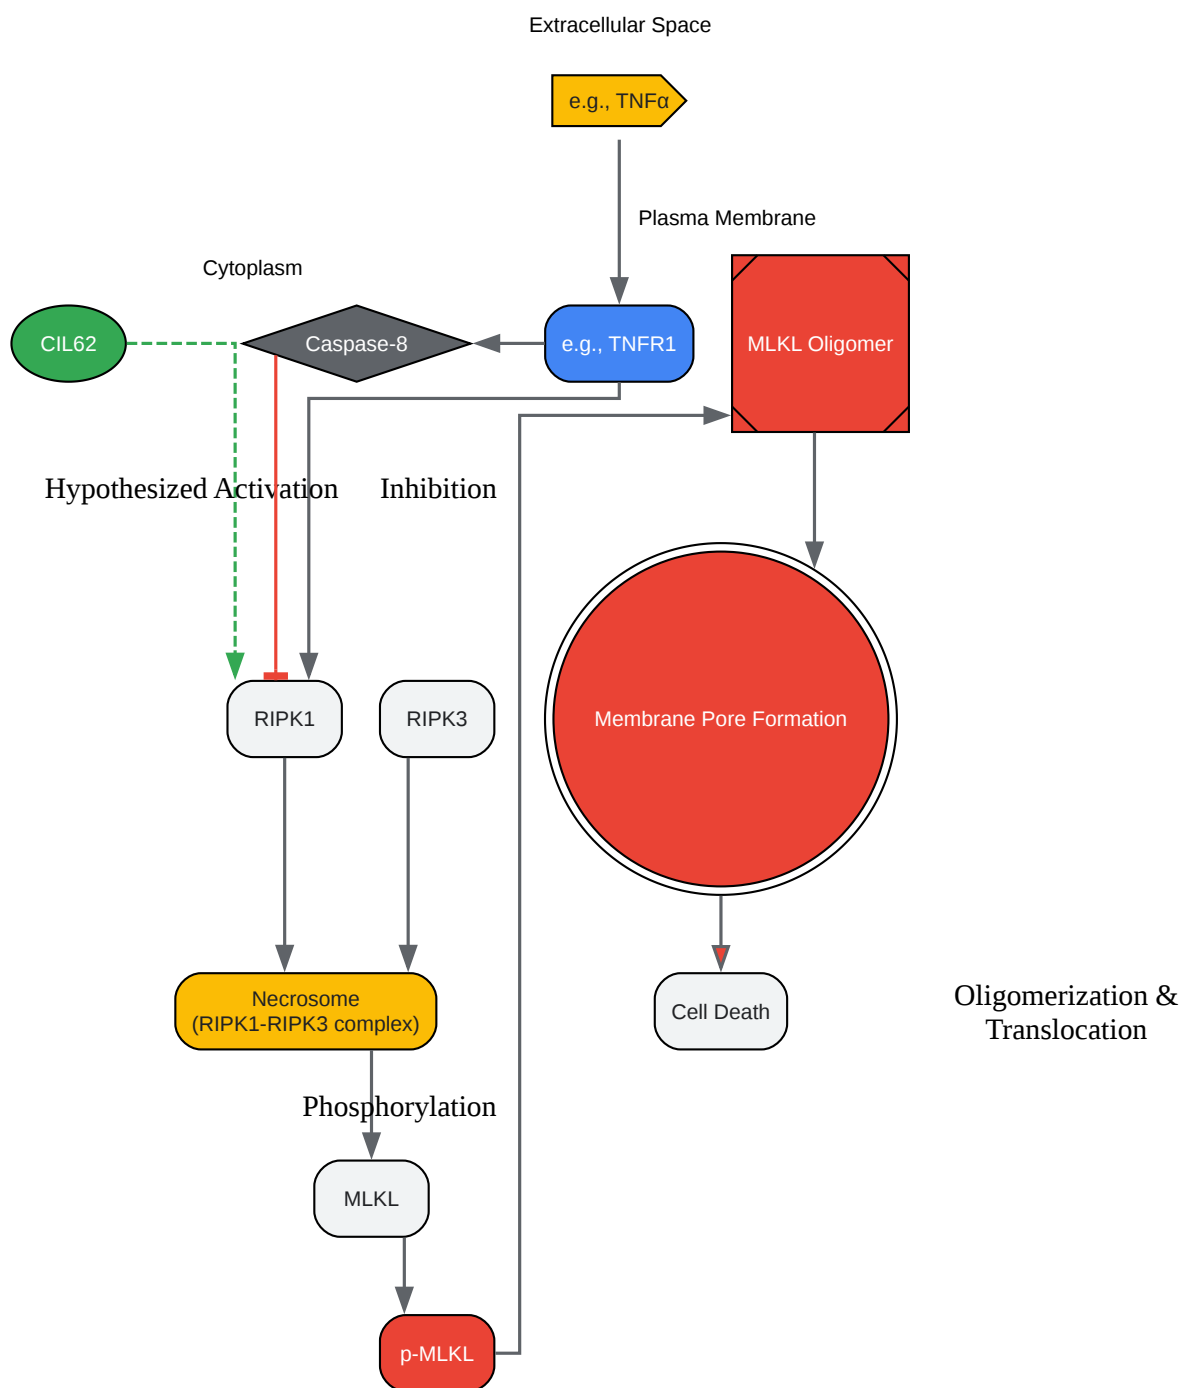 Extracellular Space
e.g., TNFα
Plasma Membrane
Cytoplasm
CIL62
Caspase-8
e.g., TNFR1
MLKL Oligomer
Hypothesized Activation
Inhibition
RIPK1
RIPK3
Membrane Pore Formation
Necrosome
(RIPK1-RIPK3 complex)
Cell Death
Oligomerization &
Translocation
Phosphorylation
MLKL
p-MLKL